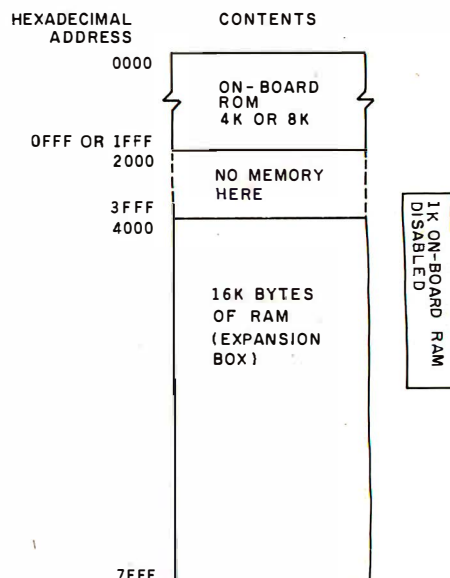 HEXADECIMAL
ADDRESS
CONTENTS
0000
ON-BOARD
ROM
4K OR 8K
0FFF OR 1FFF
2000
NO MEMORY
HERE
3FFF
4000
16K BYTES
OF RAM
(EXPANSION
BOX)
1K ON-BOARD RAM
DISABLED
7FFF